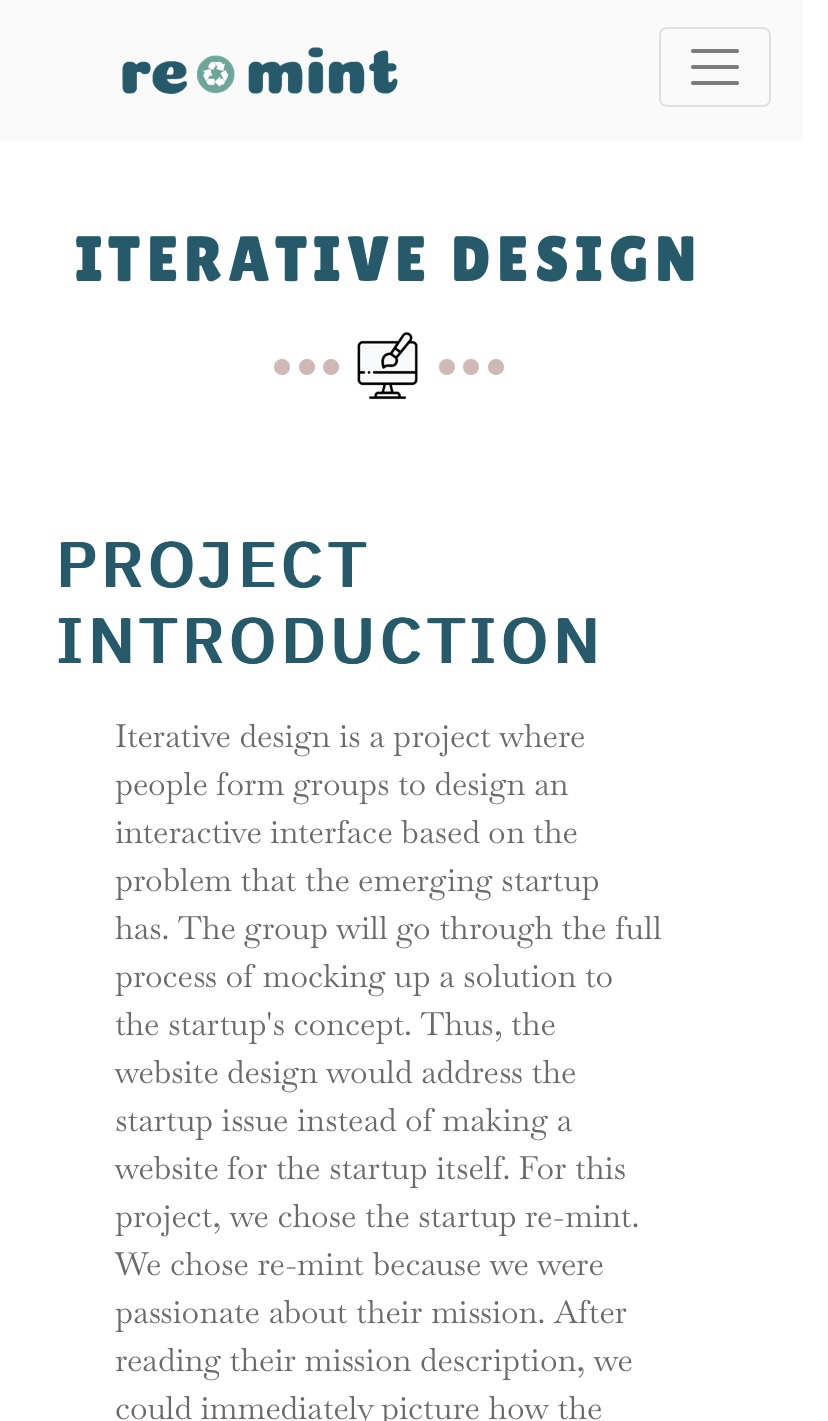 re mint
ITERATIVE DESIGN
PROJECT
INTRODUCTION
Iterative design is a project where
people form groups to design an
interactive interface based on the
problem that the emerging startup
has. The group will go through the full
process of mocking up a solution to
the startup's concept. Thus, the
website design would address the
startup issue instead of making a
website for the startup itself. For this
project, we chose the startup re-mint.
We chose re-mint because we were
passionate about their mission. After
reading their mission description, we
could immediately picture how the